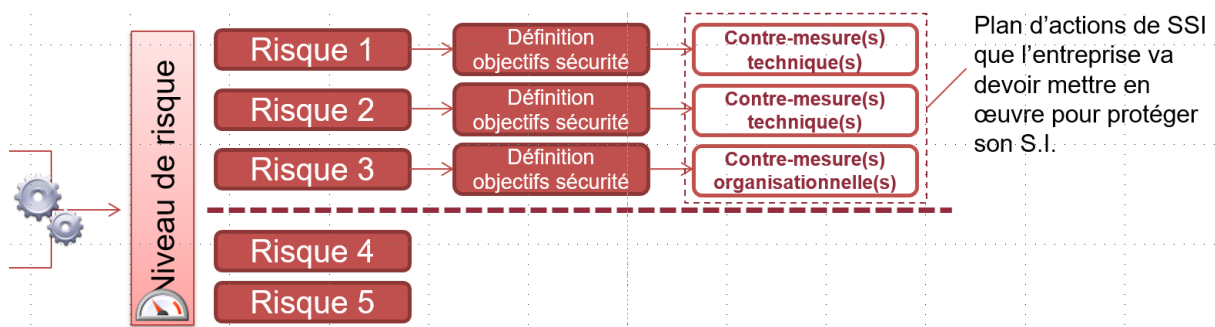 Niveau de risque
Risque 1
Définition
objectifs sécurité
Contre-mesure(s)
technique(s)
Risque 2
Définition
objectifs sécurité
Contre-mesure(s)
technique(s)
Risque 3
Définition
objectifs sécurité
Contre-mesure(s)
organisationnelle(s)
Risque 4
Risque 5
Plan d’actions de SSI
que l’entreprise va
devoir mettre en
œuvre pour protéger
son S.I.